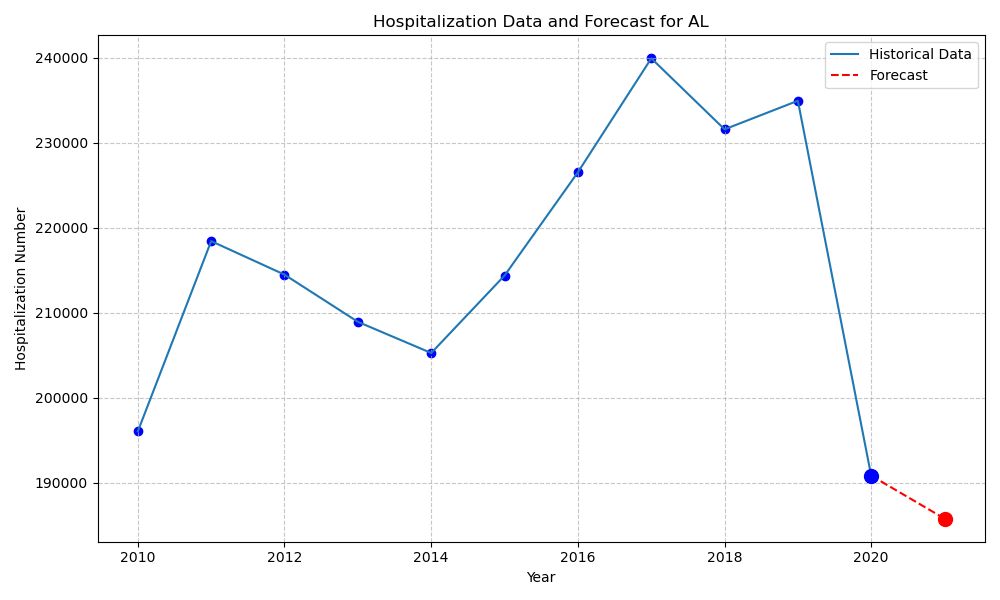 Hospitalization Data and Forecast for AL
Historical Data
Forecast
240000
230000
220000
210000
200000
190000
Hospitalization Number
2010
2012
2014
2016
2018
2020
Year